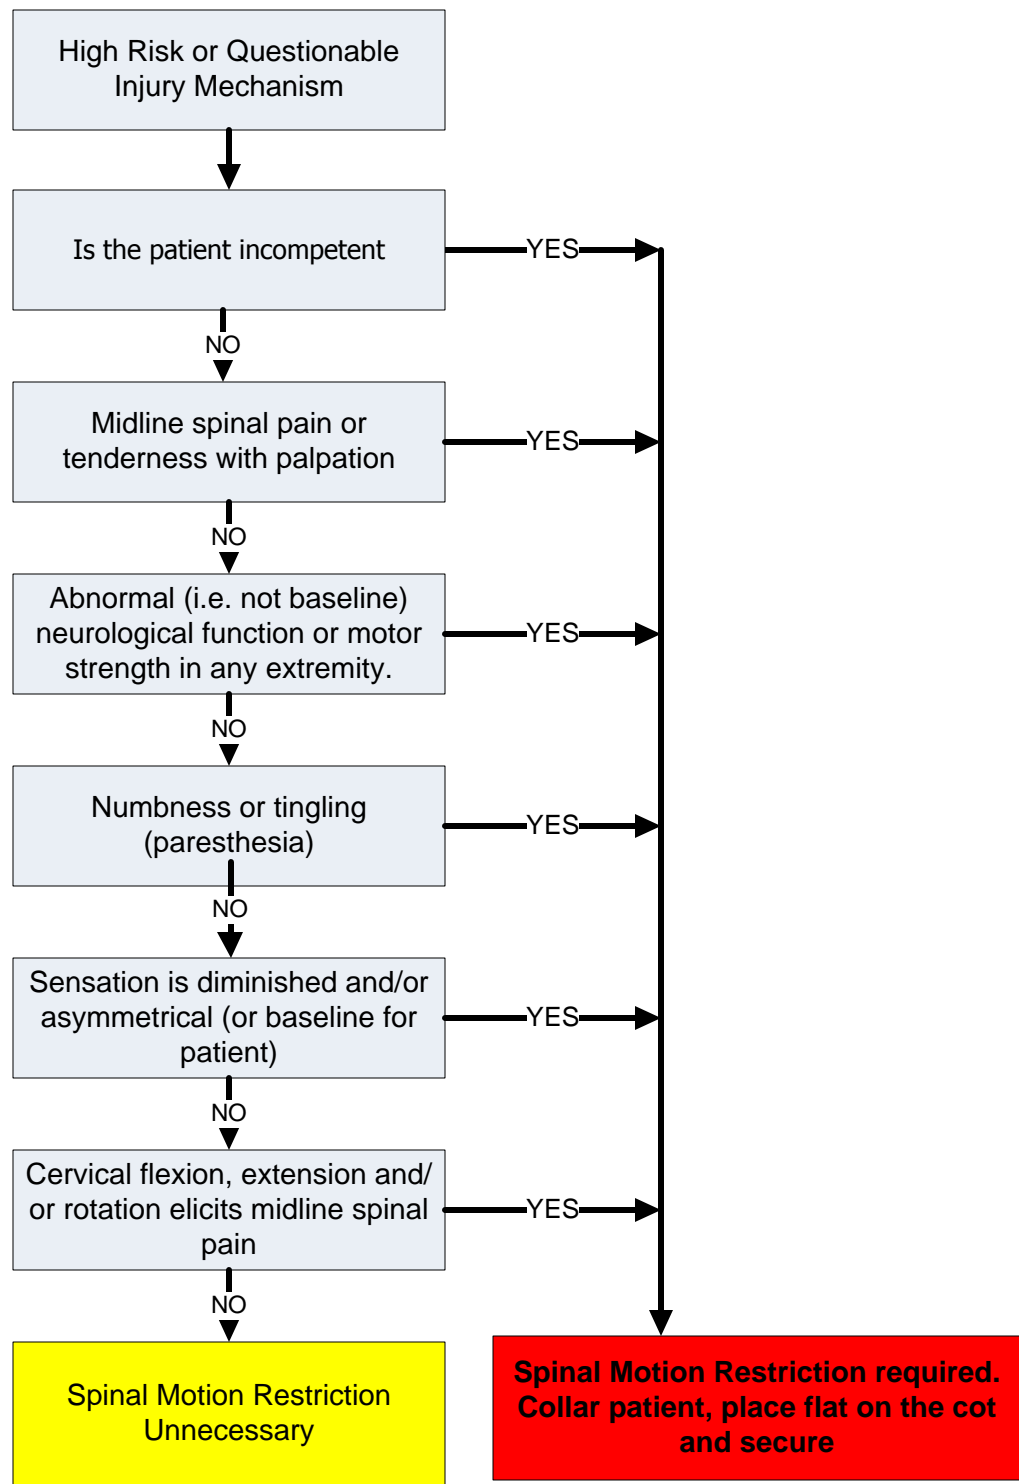 High Risk or Questionable
Injury Mechanism
Is the patient incompetent
YES
NO
Midline spinal pain or
tenderness with palpation
YES
NO
Abnormal (i.e. not baseline)
neurological function or motor
strength in any extremity.
YES
NO
Numbness or tingling
(paresthesia)
YES
NO
Sensation is diminished and/or
asymmetrical (or baseline for
patient)
YES
NO
Cervical flexion, extension and/
or rotation elicits midline spinal
pain
YES
NO
Spinal Motion Restriction
Unnecessary
Spinal Motion Restriction required.
Collar patient, place flat on the cot
and secure